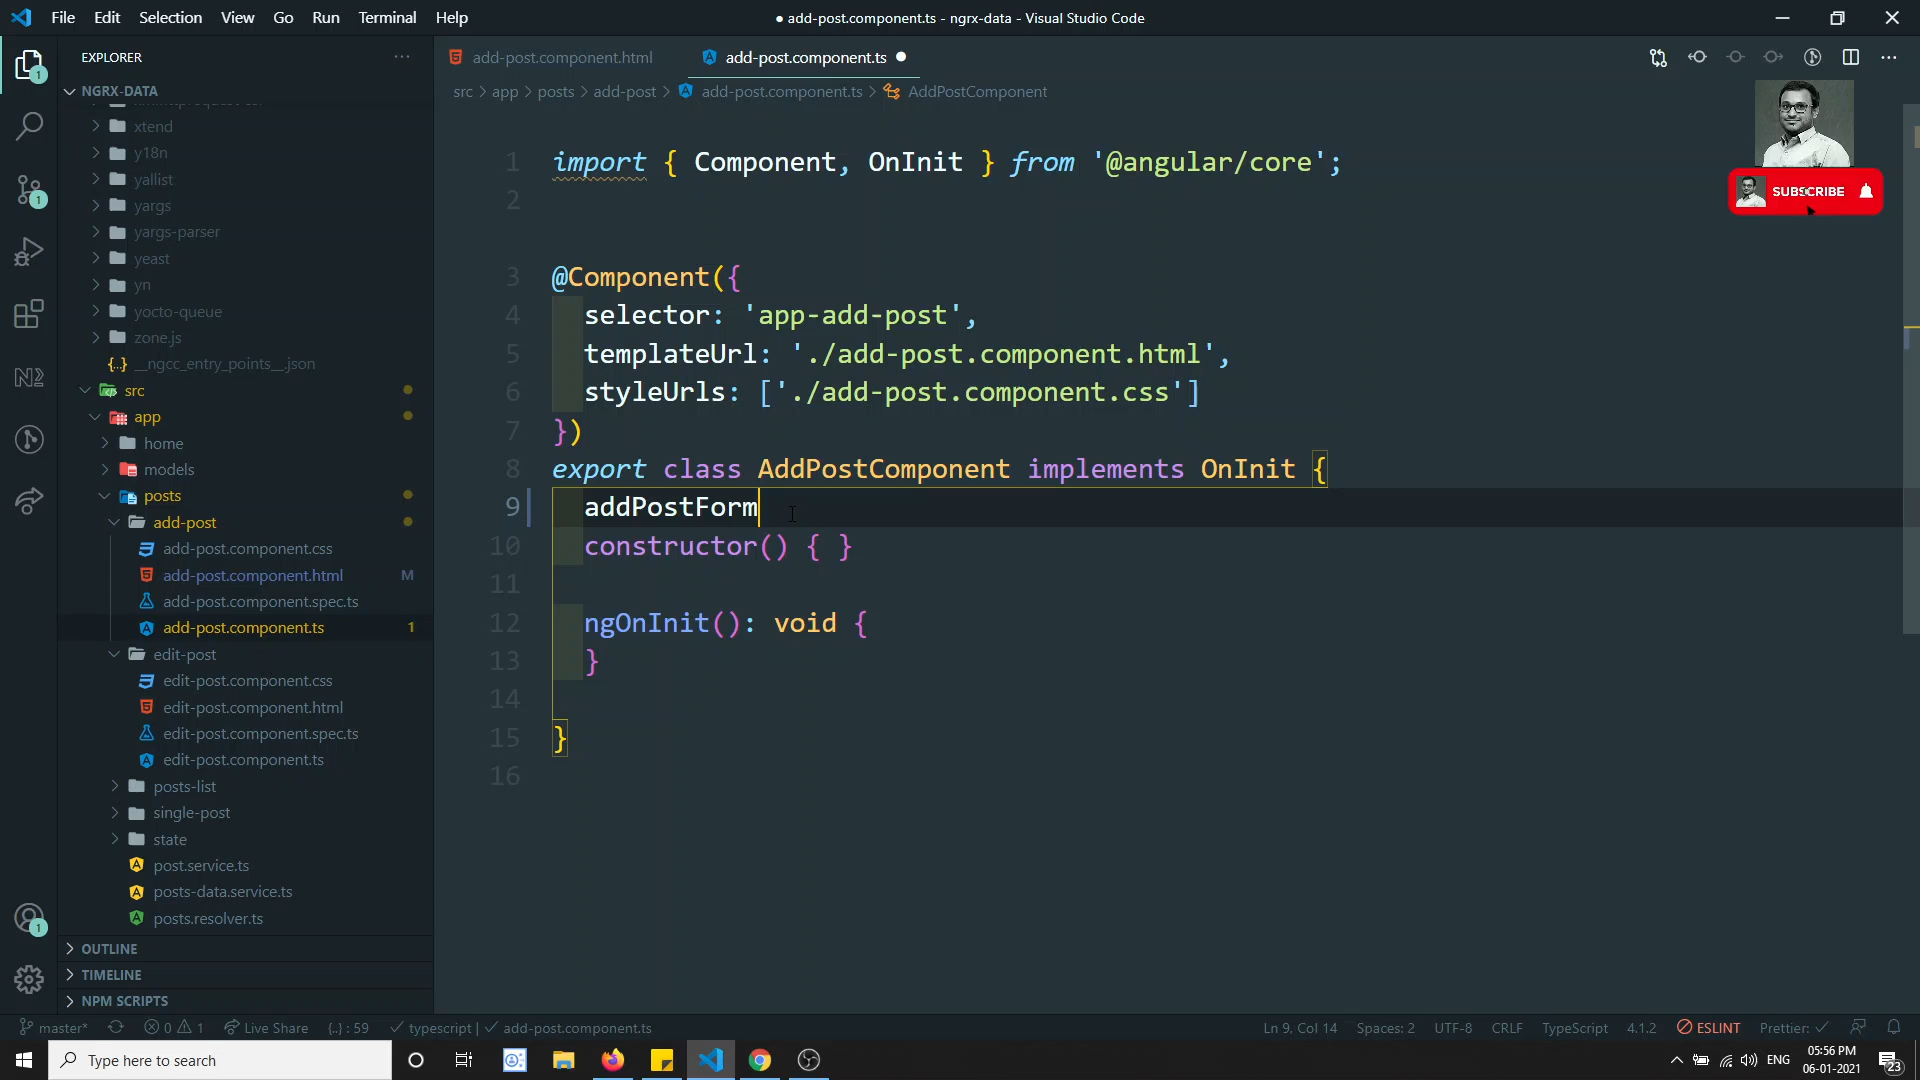 File Edit Selection View Go Run Terminal Help
● add-post.component.ts - ngrx-data - Visual Studio Code
EXPLORER
NGRX-DATA
xtend
y18n
yallist
yargs
yargs-parser
yeast
yn
yocto-queue
zone.js
{..} __ngcc_entry_points__.json
src
app
home
models
posts
add-post
add-post.component.css
add-post.component.html M
add-post.component.spec.ts
add-post.component.ts 1
edit-post
edit-post.component.css
edit-post.component.html
edit-post.component.spec.ts
edit-post.component.ts
posts-list
single-post
state
post.service.ts
posts-data.service.ts
posts.resolver.ts
OUTLINE
TIMELINE
NPM SCRIPTS
add-post.component.html
add-post.component.ts ●
src > app > posts > add-post > add-post.component.ts > AddPostComponent
SUBSCRIBE
1 import { Component, OnInit } from '@angular/core';
2
3 @Component({
4 selector: 'app-add-post',
5 templateUrl: './add-post.component.html',
6 styleUrls: ['./add-post.component.css']
7 })
8 export class AddPostComponent implements OnInit {
9 addPostForm
10 constructor() { }
11
12 ngOnInit(): void {
13 }
14
15 }
16
master* 0 1 Live Share {..} : 59 ✓ typescript | ✓ add-post.component.ts
Ln 9, Col 14 Spaces: 2 UTF-8 CRLF TypeScript 4.1.2 ESLINT Prettier: ✓
Type here to search
ENG
05:56 PM
06-01-2021
23